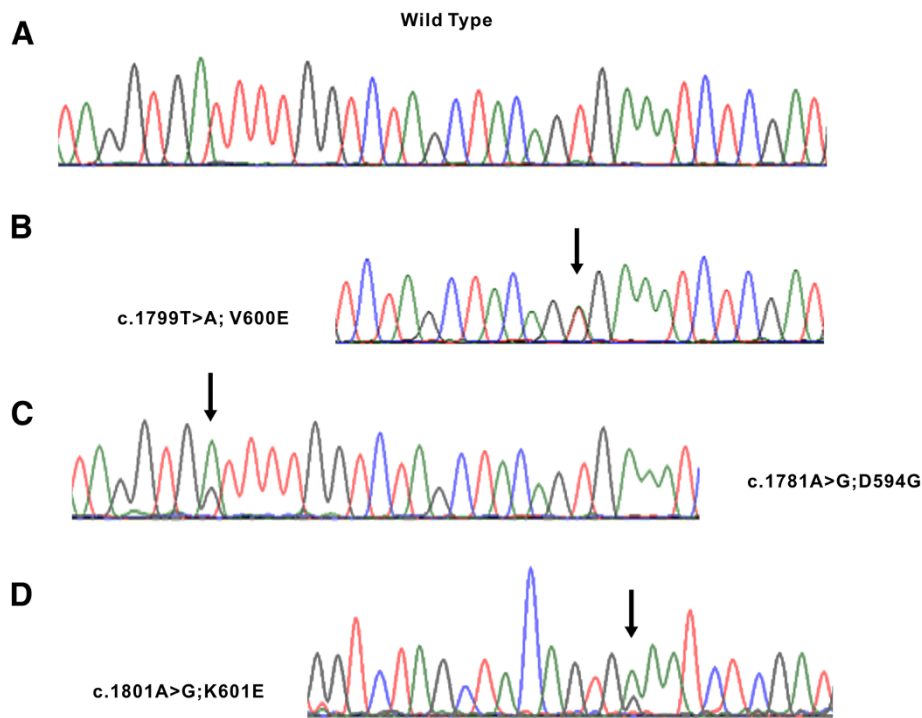 Wild Type
A
B
c.1799T>A; V600E
C
c.1781A>G;D594G
D
c.1801A>G;K601E